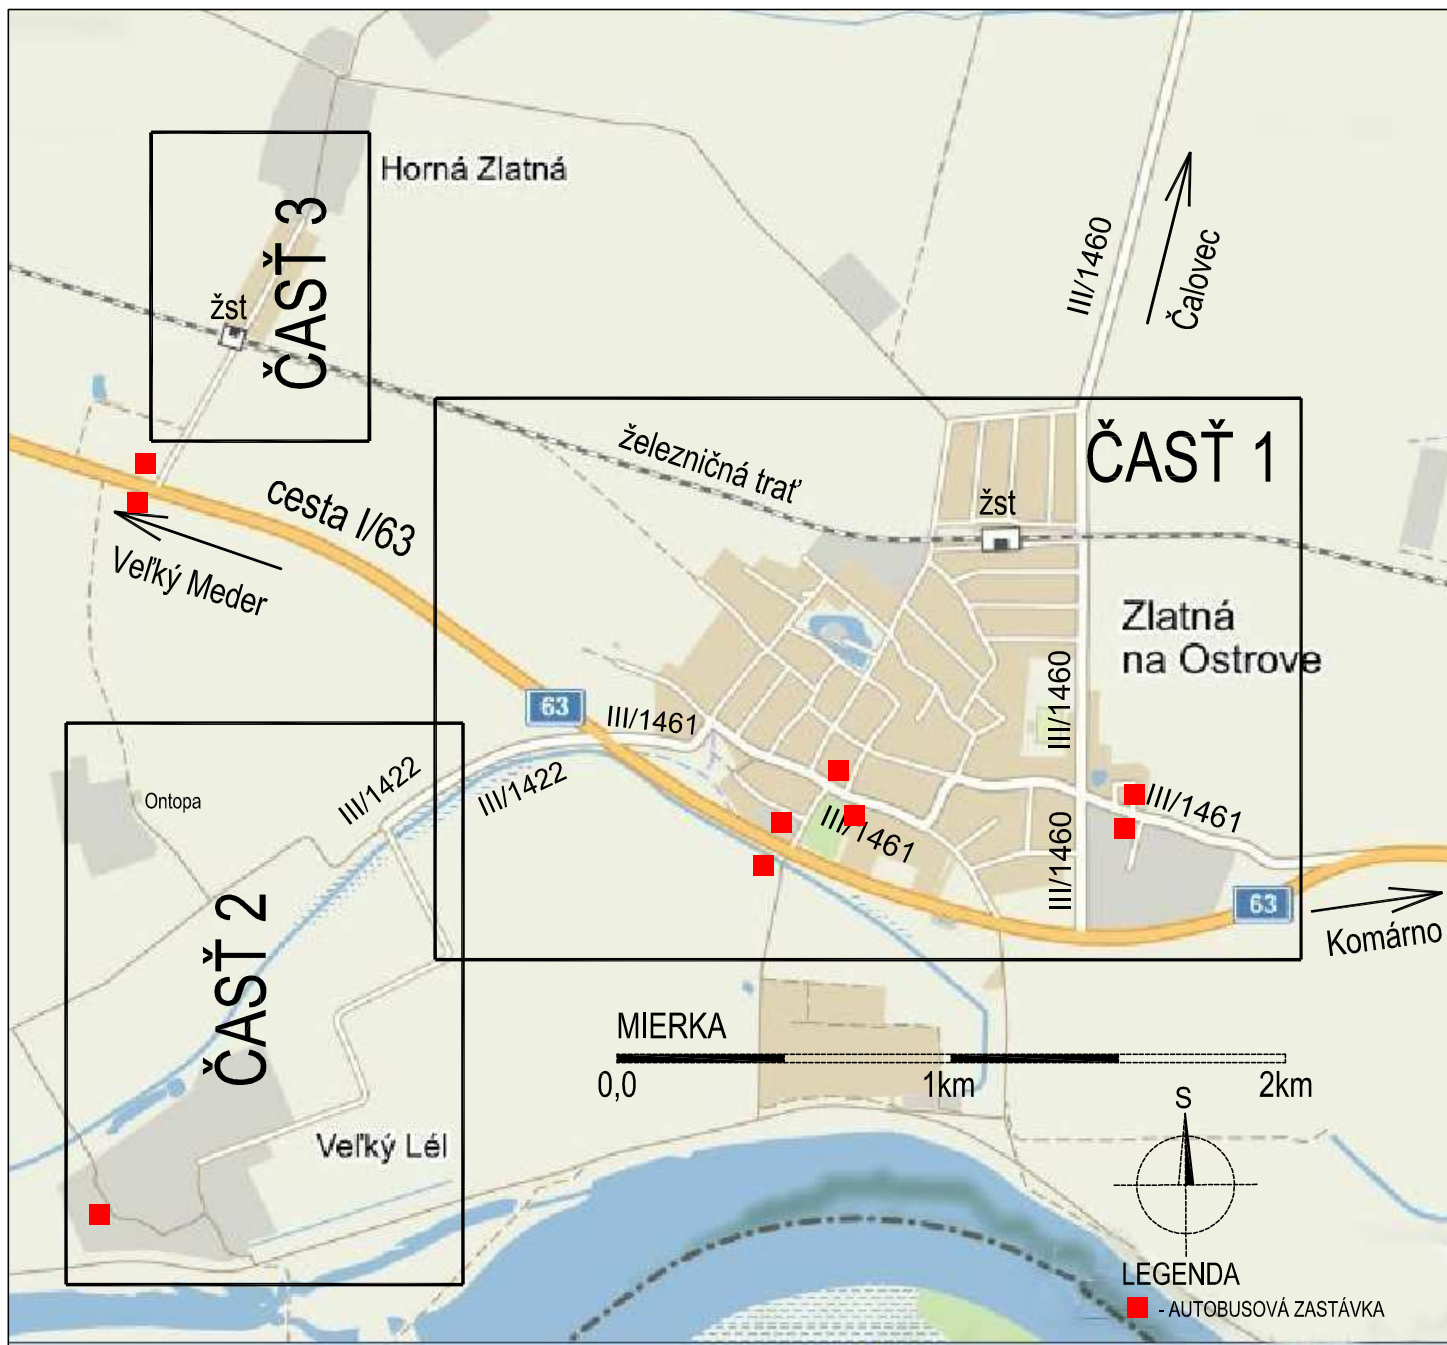 Horná Zlatná
ČASŤ 3
žst
III/1460
Čalovec
ČASŤ 1
železničná trať
žst
cesta I/63
Veľký Meder
Zlatná
na Ostrove
63
III/1461
III/1460
III/1422
III/1422
Ontopa
III/1461
III/1461
III/1460
63
Komárno
ČASŤ 2
MIERKA
0,0
1km
2km
S
Veľký Lél
LEGENDA
- AUTOBUSOVÁ ZASTÁVKA